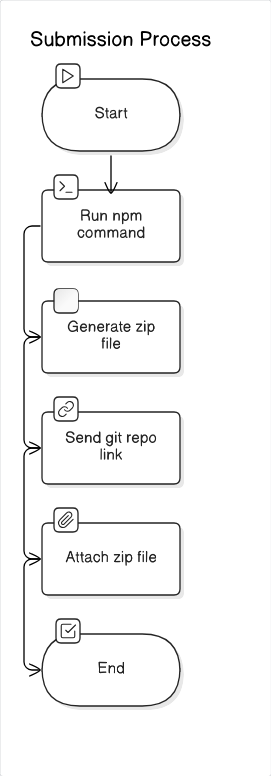 Submission Process
Start
Run npm
command
Generate zip
file
Send git repo
link
Attach zip file
End